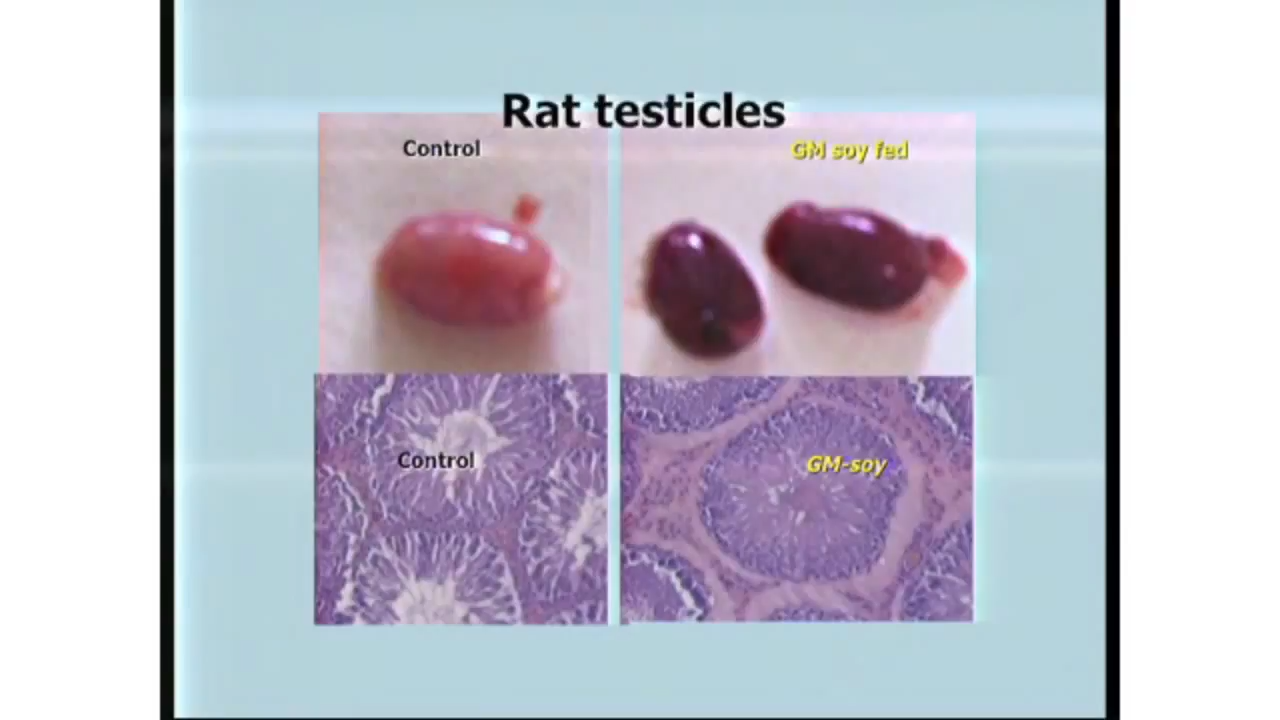 Rat testicles
Control
GM soy fed
Control
GM-soy